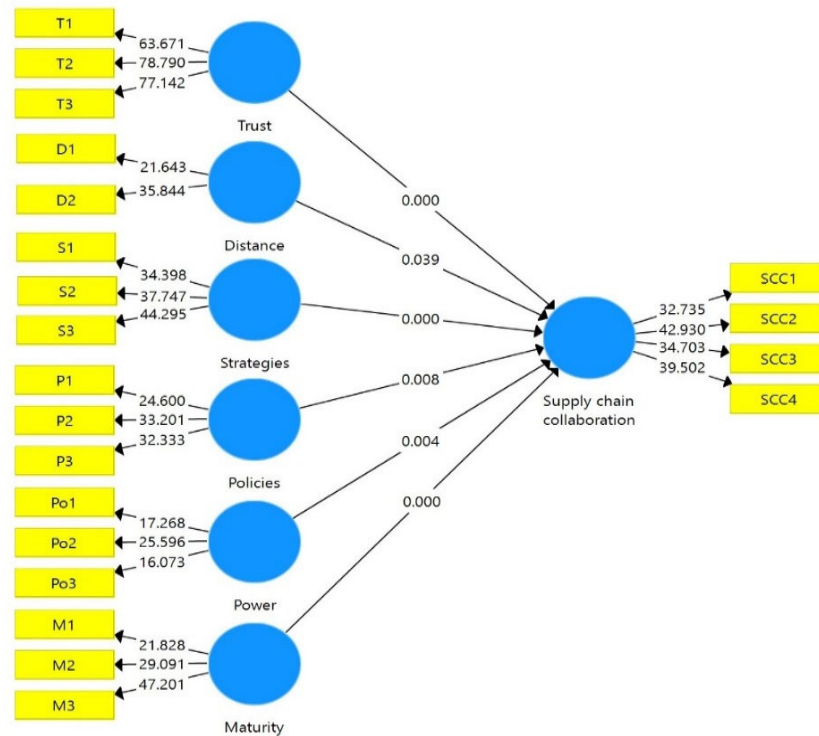 T1
63.671
T2
78.790
77.142
T3
Trust
D1
21.643
D2
35.844
Distance
S1
34.398
S2
37.747
S3
44.295
Strategies
P1
24.600
P2
33.201
32.333
P3
Policies
Po1
17.268
Po2
25.596
16.073
Po3
Power
M1
21.828
M2
29.091
47.201
M3
Maturity
0.000
0.039
0.000
0.008
0.004
0.000
Supply chain
collaboration
SCC1
32.735
SCC2
42.930
34.703
SCC3
39.502
SCC4